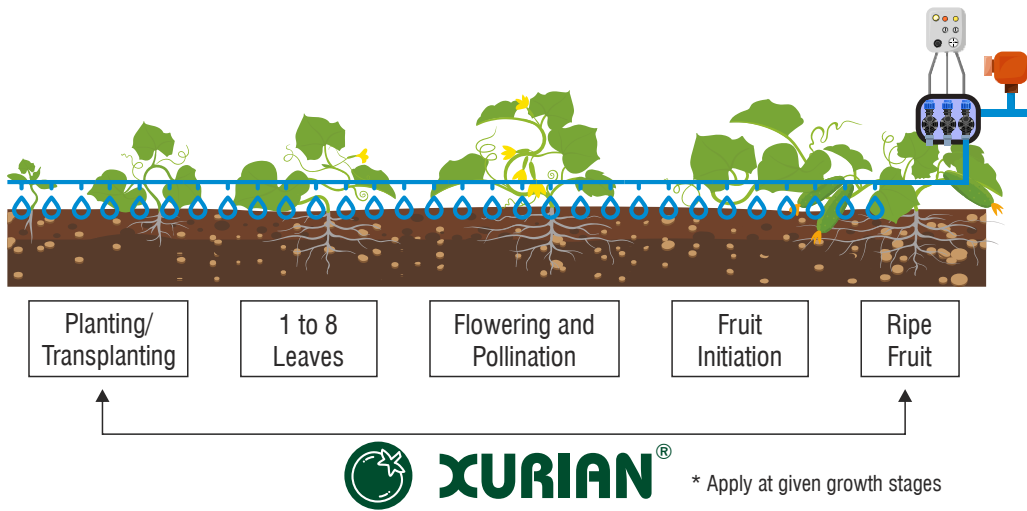 Planting/
Transplanting
1 to 8
Leaves
Flowering and
Pollination
Fruit
Initiation
Ripe
Fruit
XURIAN®
* Apply at given growth stages